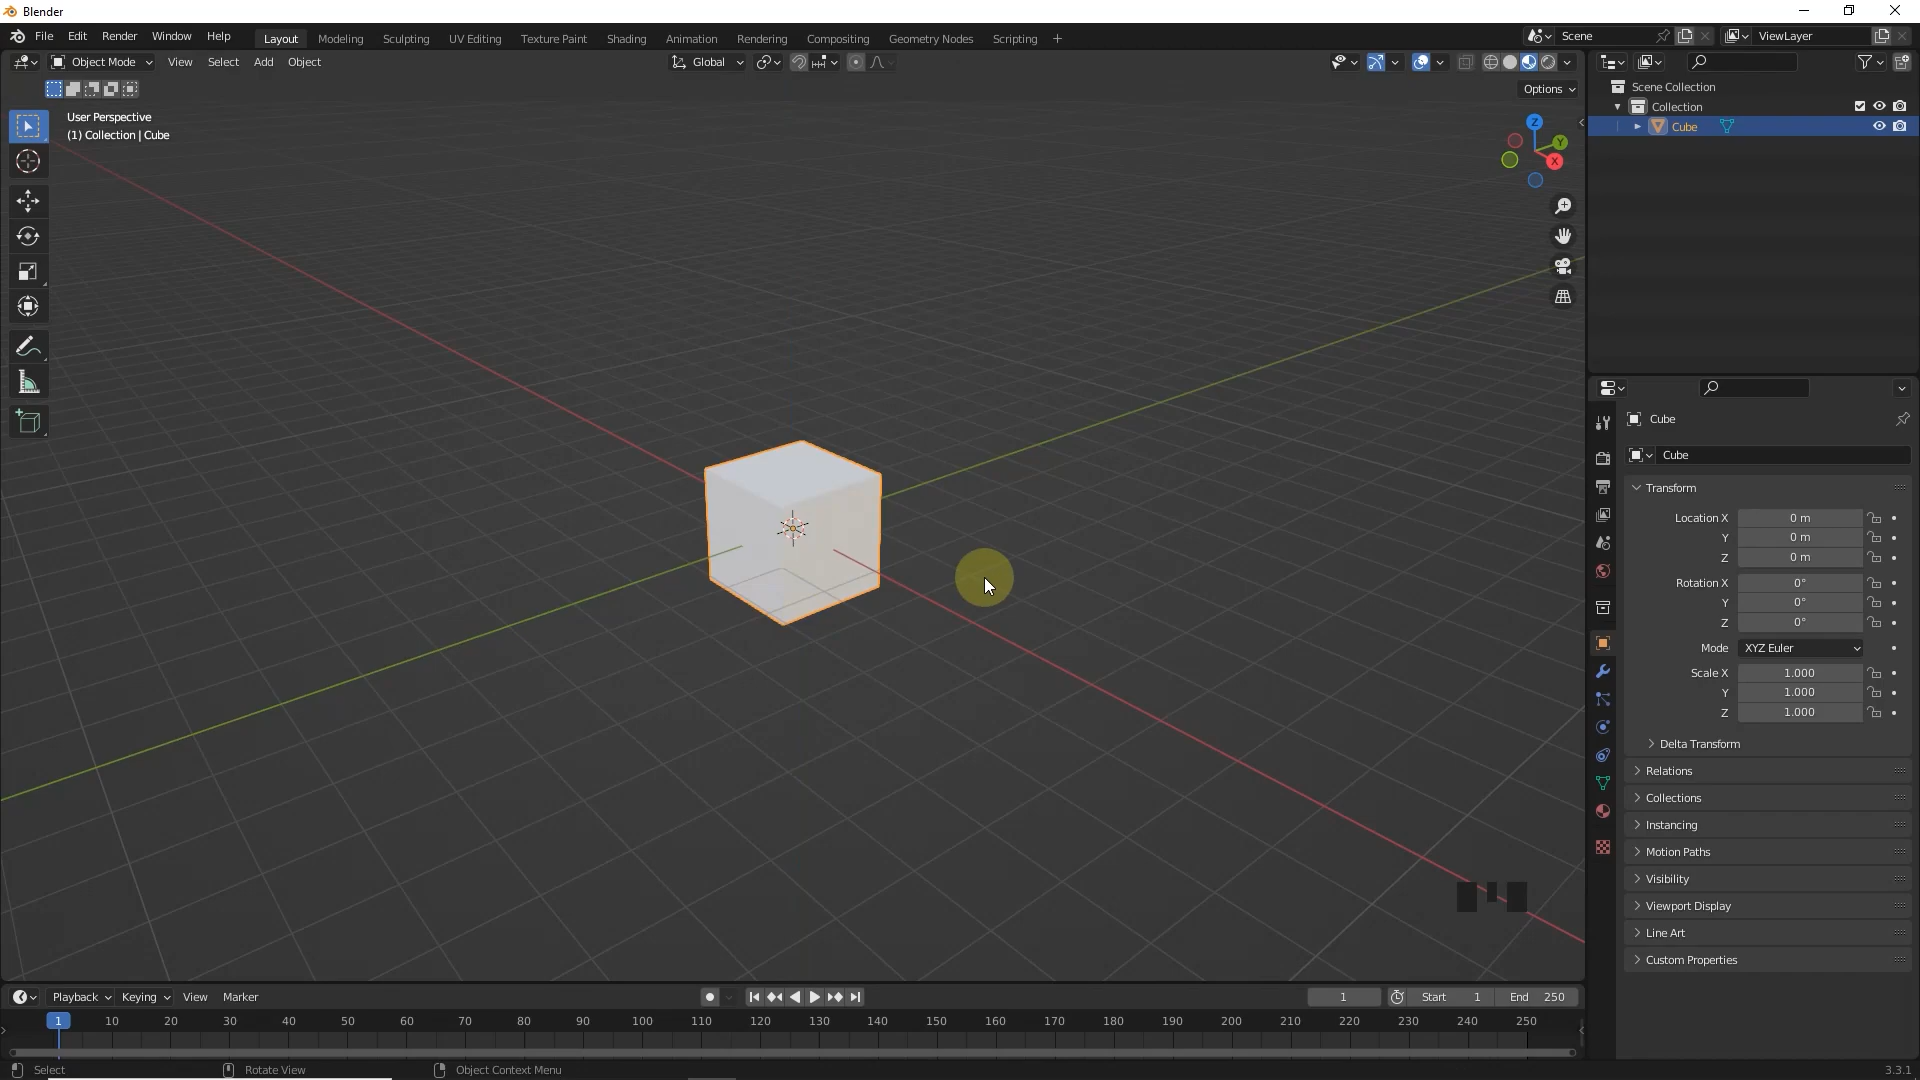 Blender
File Edit Render Window Help
Layout Modeling Sculpting UV Editing Texture Paint Shading Animation Rendering Compositing Geometry Nodes Scripting +
Scene
ViewLayer
Object Mode View Select Add Object
Global
Options
User Perspective
(1) Collection | Cube
Z
Y
X
Scene Collection
Collection
Cube
Cube
Cube
Transform
Location X 0 m
Y 0 m
Z 0 m
Rotation X 0°
Y 0°
Z 0°
Mode XYZ Euler
Scale X 1.000
Y 1.000
Z 1.000
Delta Transform
Relations
Collections
Instancing
Motion Paths
Visibility
Viewport Display
Line Art
Custom Properties
Playback Keying View Marker
1 Start 1 End 250
1 10 20 30 40 50 60 70 80 90 100 110 120 130 140 150 160 170 180 190 200 210 220 230 240 250
Select Rotate View Object Context Menu 3.3.1